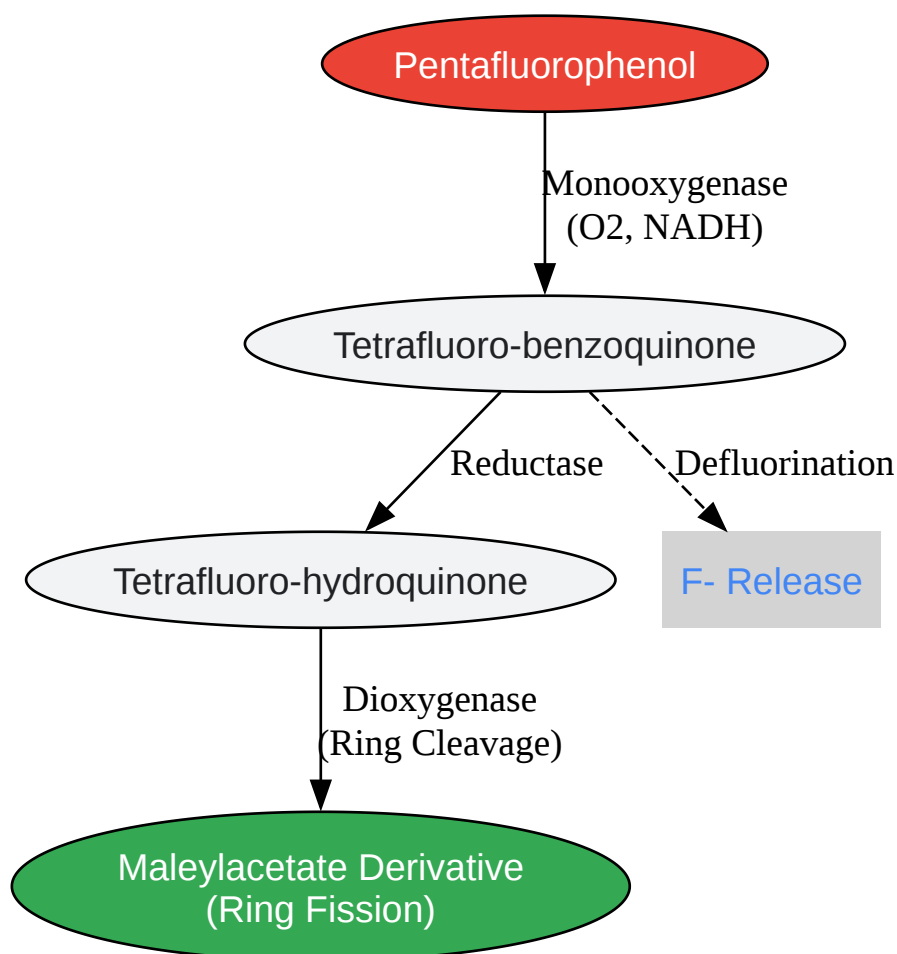 Pentafluorophenol
Monooxygenase
(O2, NADH)
Tetrafluoro-benzoquinone
Reductase
Defluorination
Tetrafluoro-hydroquinone
F- Release
Dioxygenase
(Ring Cleavage)
Maleylacetate Derivative
(Ring Fission)